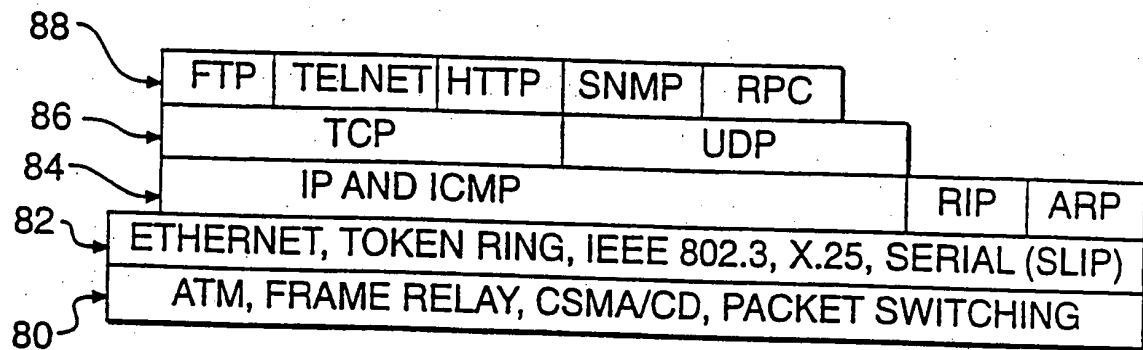 88 FTP TELNET HTTP SNMP RPC
86 TCP UDP
84 IP AND ICMP RIP ARP
82 ETHERNET, TOKEN RING, IEEE 802.3, X.25, SERIAL (SLIP)
80 ATM, FRAME RELAY, CSMA/CD, PACKET SWITCHING